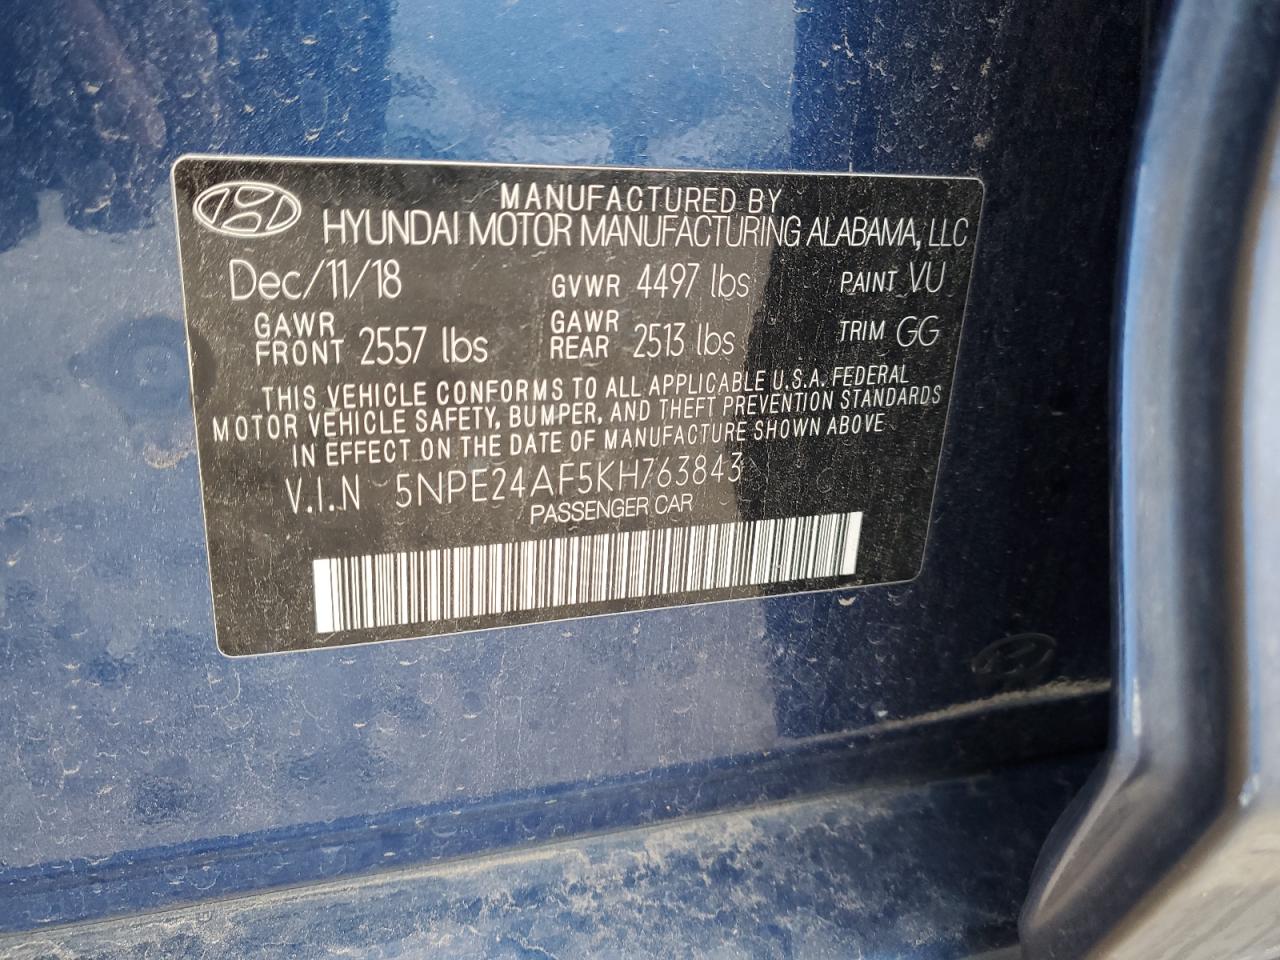 MANUFACTURED BY
HYUNDAI MOTOR MANUFACTURING ALABAMA, LLC
Dec/11/18 GVWR 4497 lbs PAINT VU
GAWR FRONT 2557 lbs GAWR REAR 2513 lbs TRIM GG
THIS VEHICLE CONFORMS TO ALL APPLICABLE U.S.A. FEDERAL
MOTOR VEHICLE SAFETY, BUMPER, AND THEFT PREVENTION STANDARDS
IN EFFECT ON THE DATE OF MANUFACTURE SHOWN ABOVE
V.I.N 5NPE24AF5KH763843
PASSENGER CAR